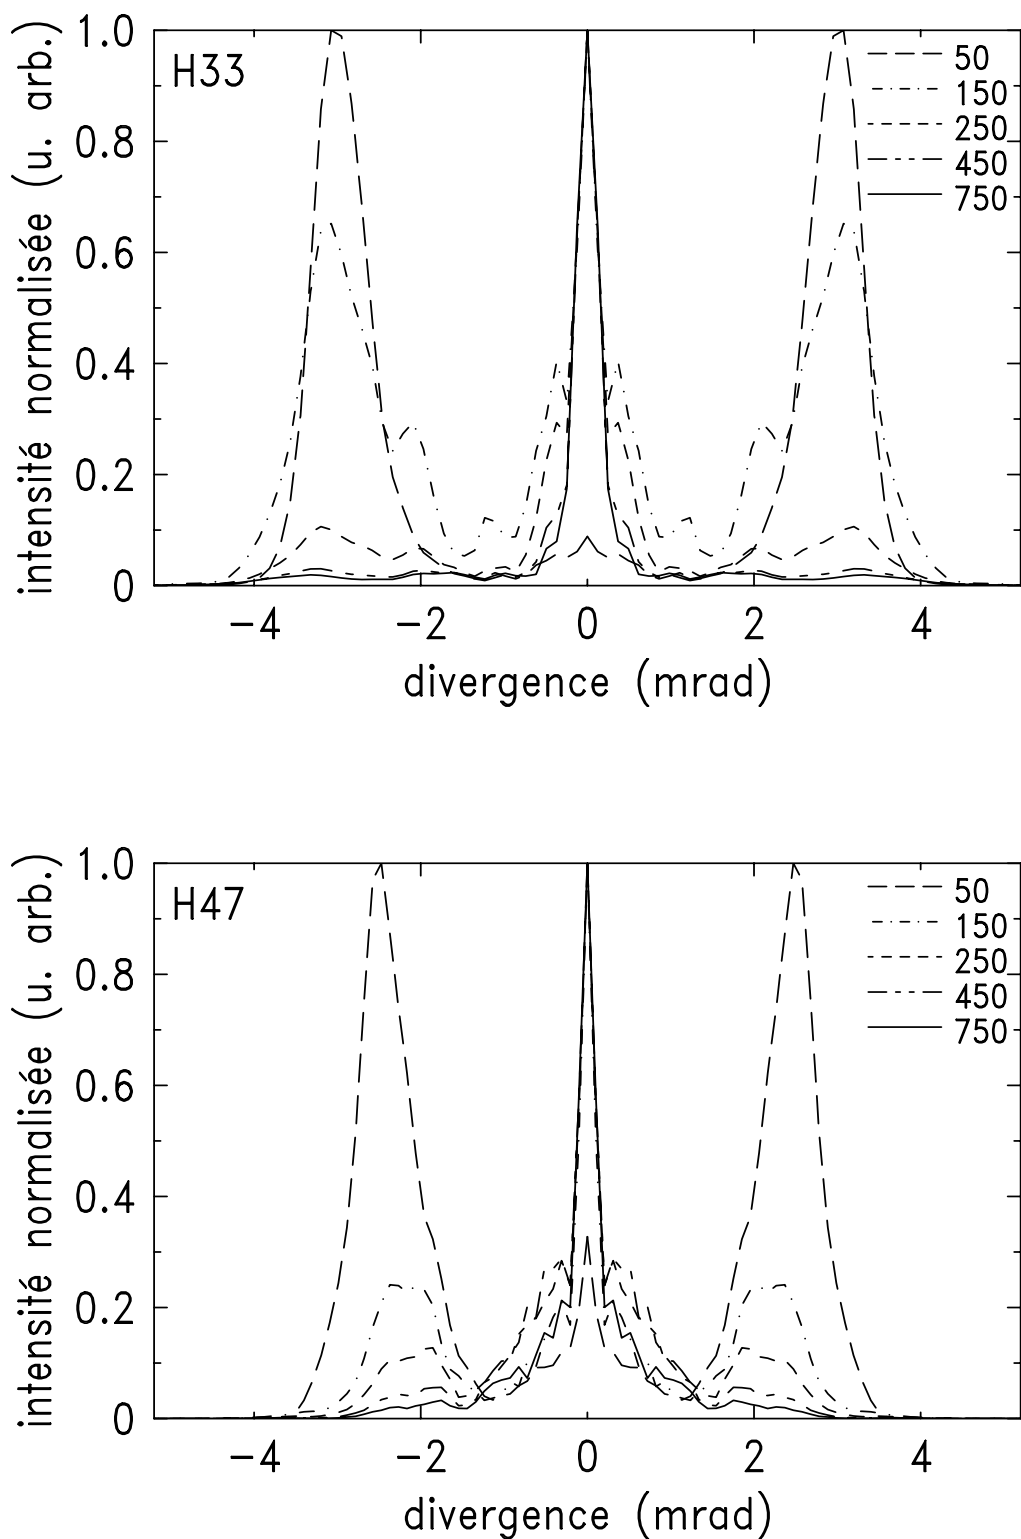 intensité normalisée (u. arb.)
1.0
0.8
0.6
0.4
0.2
0
H33
50
150
250
450
750
−4 −2 0 2 4
divergence (mrad)
intensité normalisée (u. arb.)
1.0
0.8
0.6
0.4
0.2
0
H47
50
150
250
450
750
−4 −2 0 2 4
divergence (mrad)